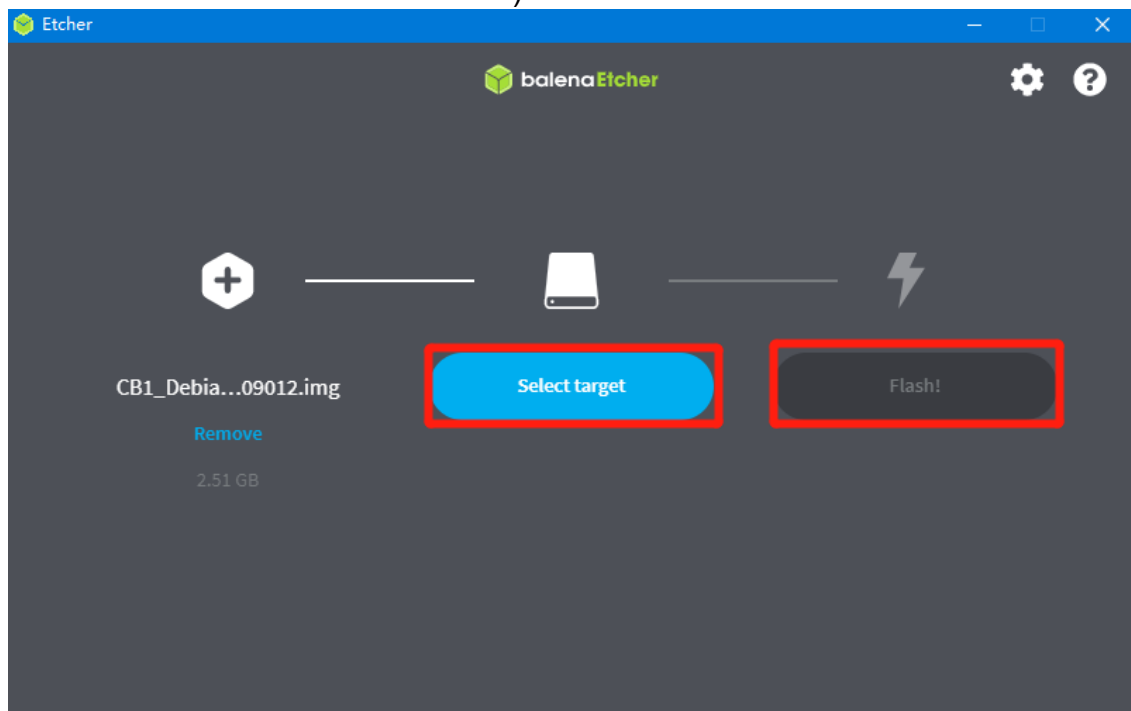 Etcher
balenaEtcher
CB1_Debia...09012.img
Select target
Flash!
Remove
2.51 GB